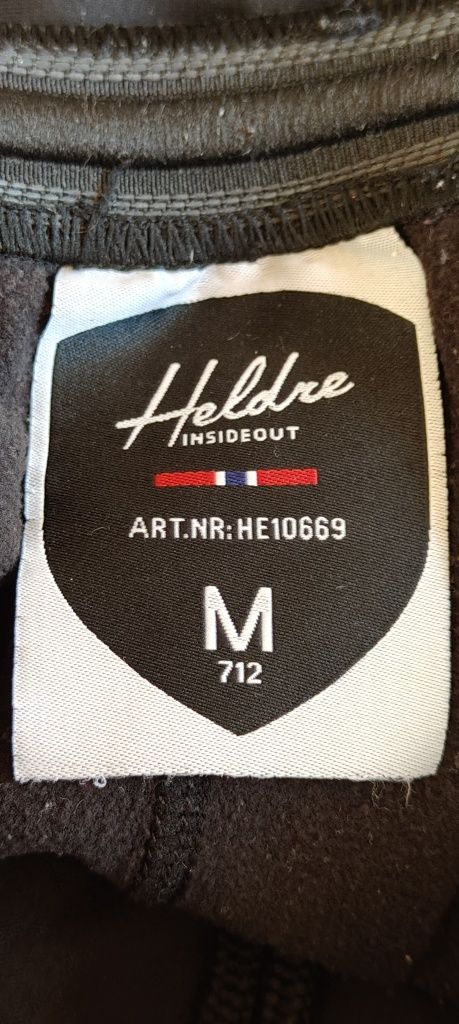 Heldre
INSIDEOUT
ART.NR:HE10669
M
712